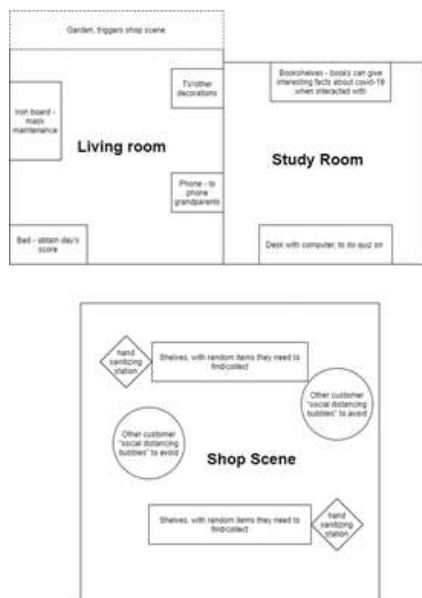 Garden, triggers shop scene
TV/other
decorations
Bookshelves - books can give
interesting facts about covid-19
when interacted with
Iron board -
mask
maintenance
Living room
Study Room
Phone - to
phone
grandparents
Bed - obtain day's
score
Desk with computer, to do quiz on
hand
sanitizing
station
Shelves, with random items they need to
find/collect
Other customer
"social distancing
bubbles" to avoid
Other customer
"social distancing
bubbles" to avoid
Shop Scene
Shelves, with random items they need to
find/collect
hand
sanitizing
station